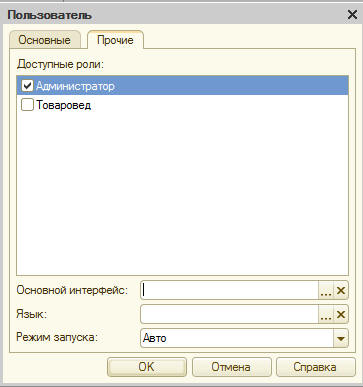 Пользователь
Основные Прочие
Доступные роли:
Администратор
Товаровед
Основной интерфейс: ...
Язык: ...
Режим запуска: Авто
OK Отмена Справка